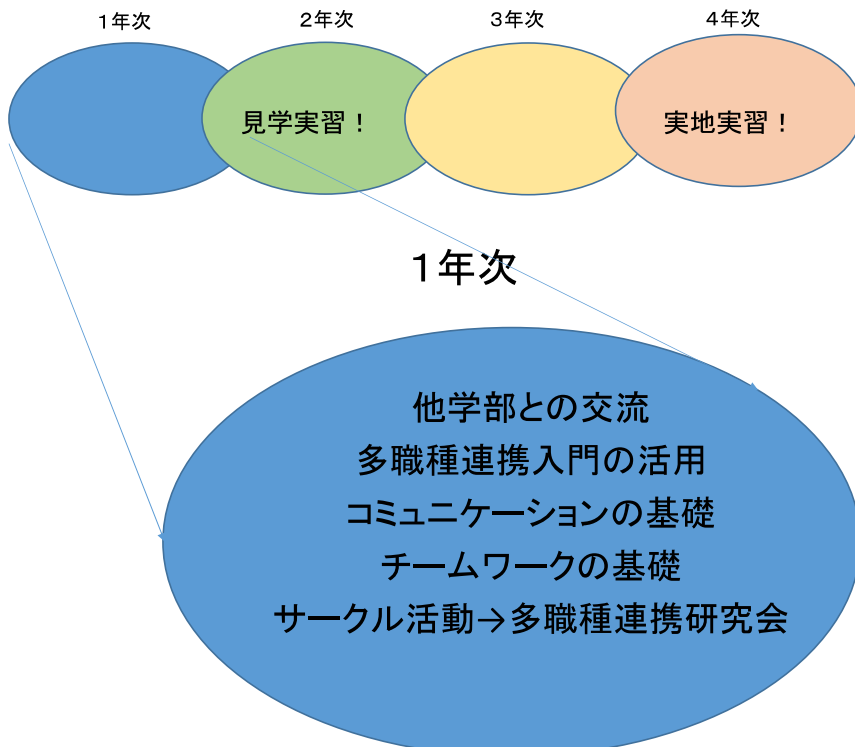 １年次
２年次
３年次
４年次
見学実習！
実地実習！
１年次
他学部との交流
多職種連携入門の活用
コミュニケーションの基礎
チームワークの基礎
サークル活動→多職種連携研究会